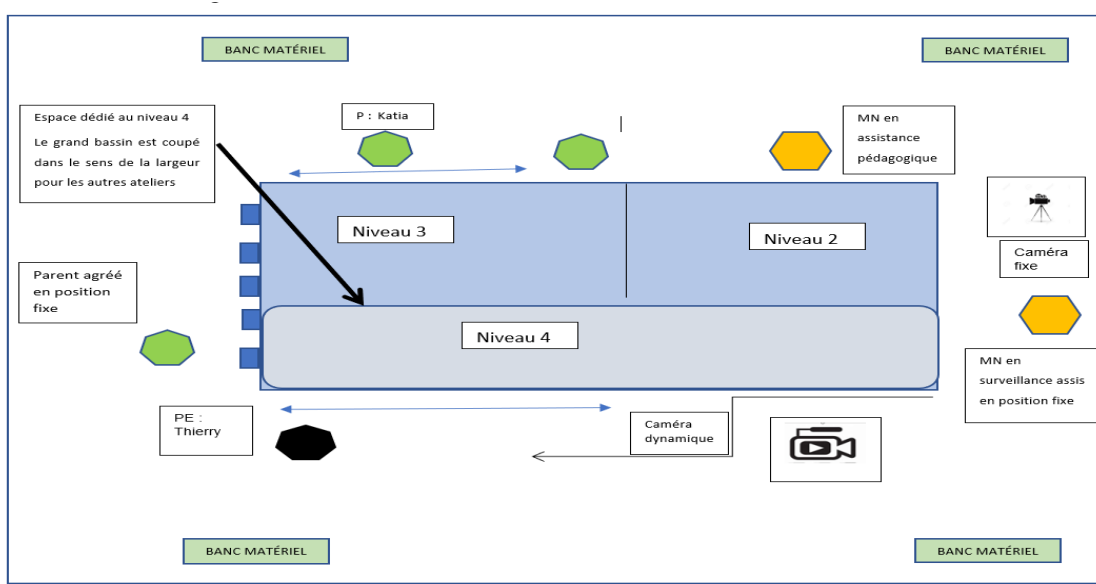 BANC MATÉRIEL
BANC MATÉRIEL
Espace dédié au niveau 4
Le grand bassin est coupé
dans le sens de la largeur
pour les autres ateliers
P : Katia
MN en
assistance
pédagogique
Niveau 3
Niveau 2
Caméra
fixe
Parent agréé
en position
fixe
Niveau 4
MN en
surveillance assis
en position fixe
PE :
Thierry
Caméra
dynamique
BANC MATÉRIEL
BANC MATÉRIEL